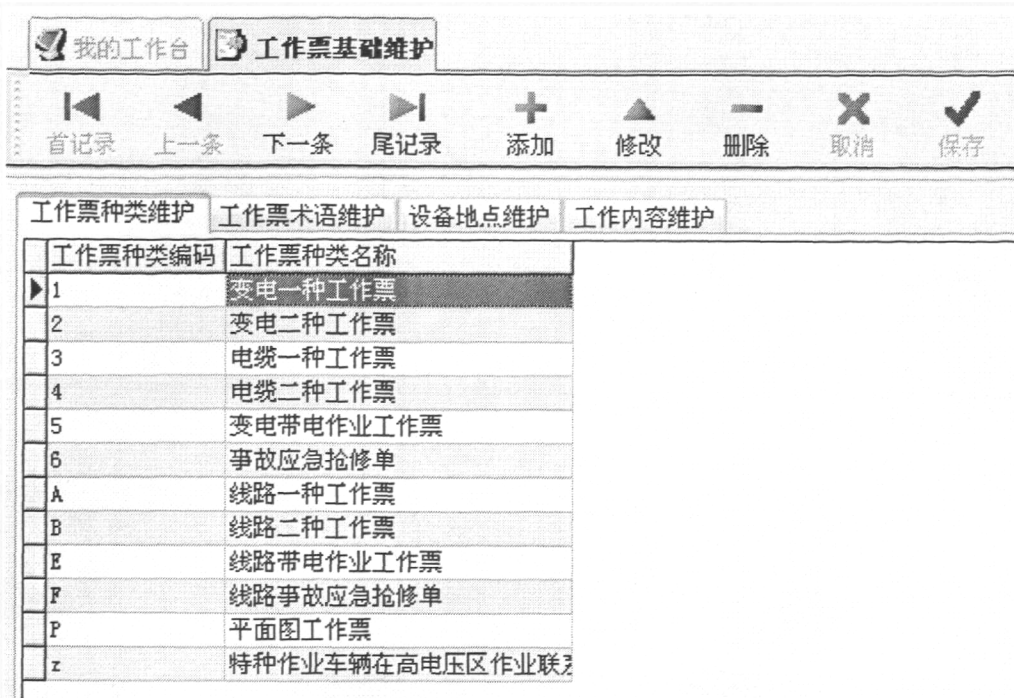 我的工作台 工作票基础维护
首记录 上一条 下一条 尾记录 添加 修改 删除 取消 保存
工作票种类维护 工作票术语维护 设备地点维护 工作内容维护
工作票种类编码 工作票种类名称
1 变电一种工作票
2 变电二种工作票
3 电缆一种工作票
4 电缆二种工作票
5 变电带电作业工作票
6 事故应急抢修单
A 线路一种工作票
B 线路二种工作票
E 线路带电作业工作票
F 线路事故应急抢修单
P 平面图工作票
z 特种作业车辆在高电压区作业联